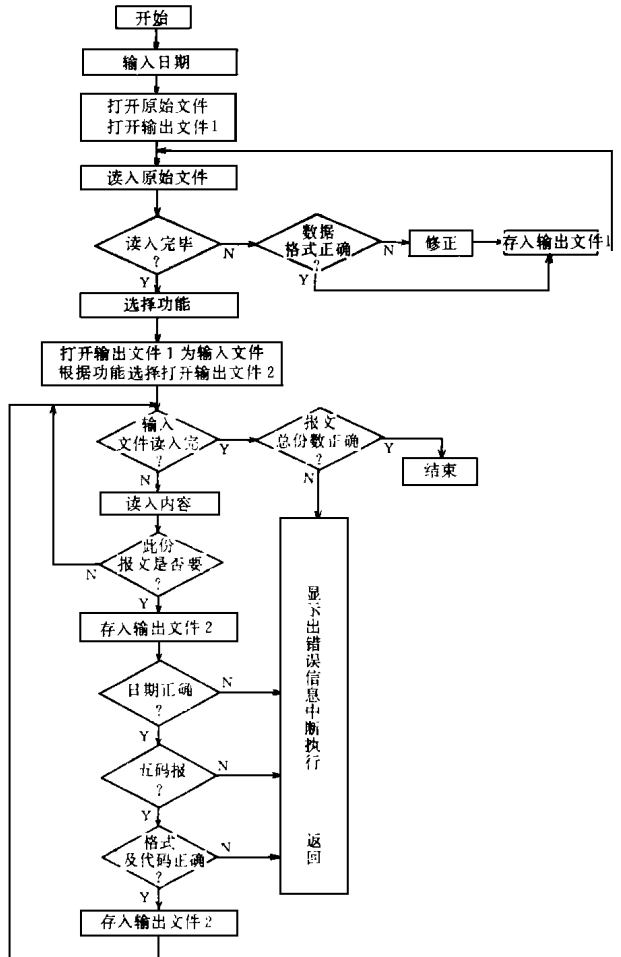 开始
输入日期
打开原始文件
打开输出文件1
读入原始文件
读入完毕
?
N
Y
数据
格式正确
?
N
Y
修正
存入输出文件1
选择功能
打开输出文件1为输入文件
根据功能选择打开输出文件2
输入
文件读入完
?
Y
N
报文
总份数正确
?
Y
N
结束
读入内容
此份
报文是否要
?
N
Y
存入输出文件2
日期正确
?
N
Y
五码报
?
N
Y
格式
及代码正确
?
N
Y
存入输出文件2
显示出错误信息中断执行
返回